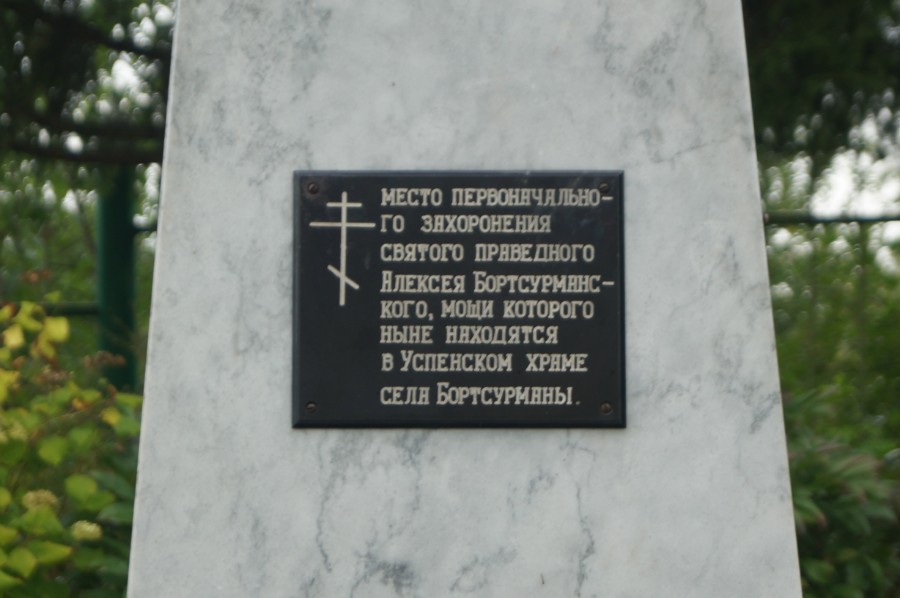 МЕСТО ПЕРВОНАЧАЛЬНО-
ГО ЗАХОРОНЕНИЯ
СВЯТОГО ПРАВЕДНОГО
АЛЕКСЕЯ БОРТСУРМАНС-
КОГО, МОЩИ КОТОРОГО
НЫНЕ НАХОДЯТСЯ
В УСПЕНСКОМ ХРАМЕ
СЕЛА БОРТСУРМАНЫ.